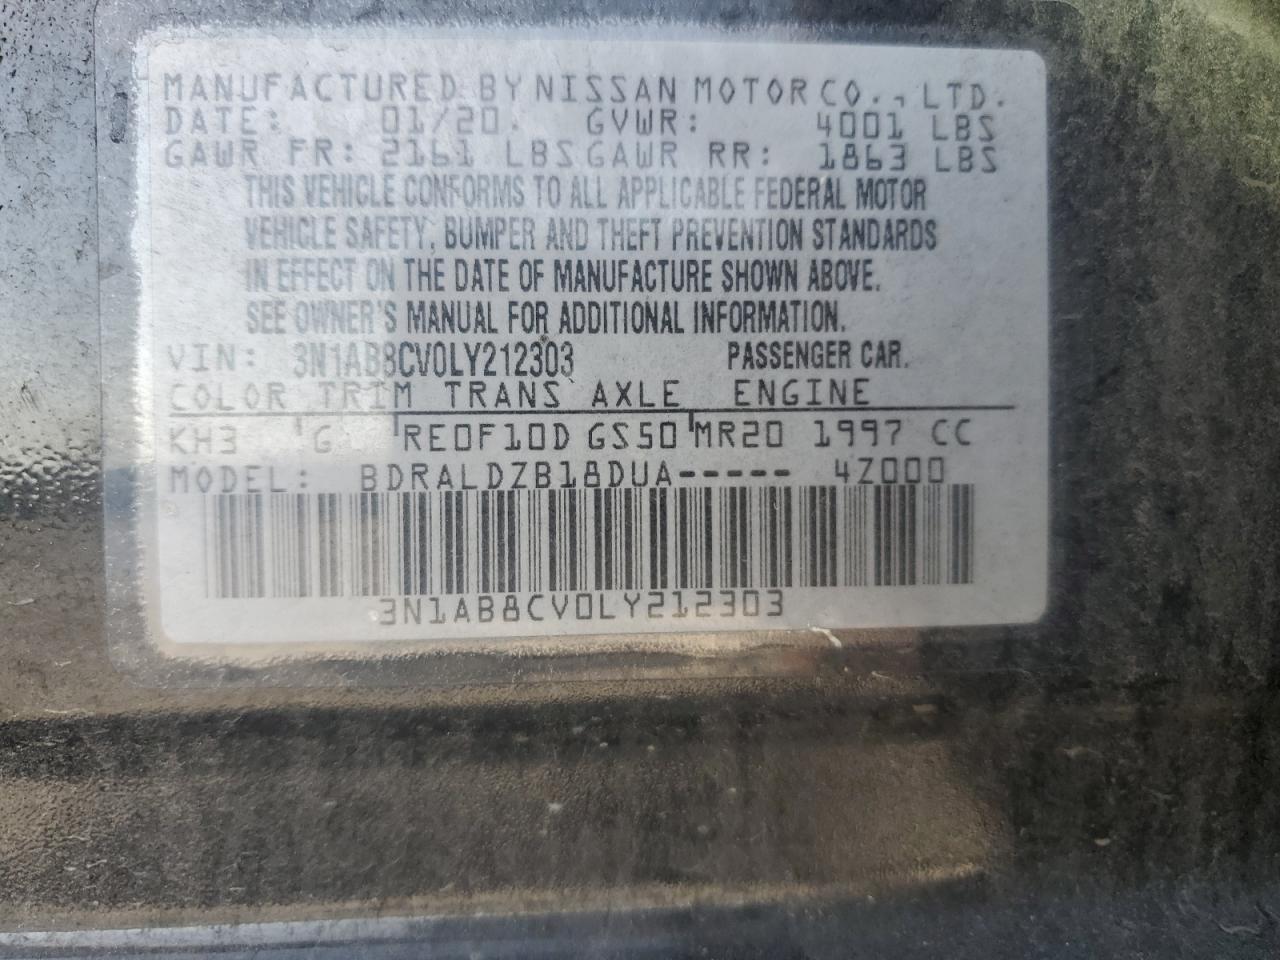 MANUFACTURED BY NISSAN MOTOR CO., LTD.
DATE: 01/20. GVWR: 4001 LBS
GAWR FR: 2161 LBS GAWR RR: 1863 LBS
THIS VEHICLE CONFORMS TO ALL APPLICABLE FEDERAL MOTOR
VEHICLE SAFETY, BUMPER AND THEFT PREVENTION STANDARDS
IN EFFECT ON THE DATE OF MANUFACTURE SHOWN ABOVE.
SEE OWNER'S MANUAL FOR ADDITIONAL INFORMATION.
VIN: 3N1AB8CV0LY212303 PASSENGER CAR.
COLOR TRIM TRANS AXLE ENGINE
KH3 G RE0F10D GS50 MR20 1997 CC
MODEL: BDRALDZB18DUA----- 4Z000
3N1AB8CV0LY212303